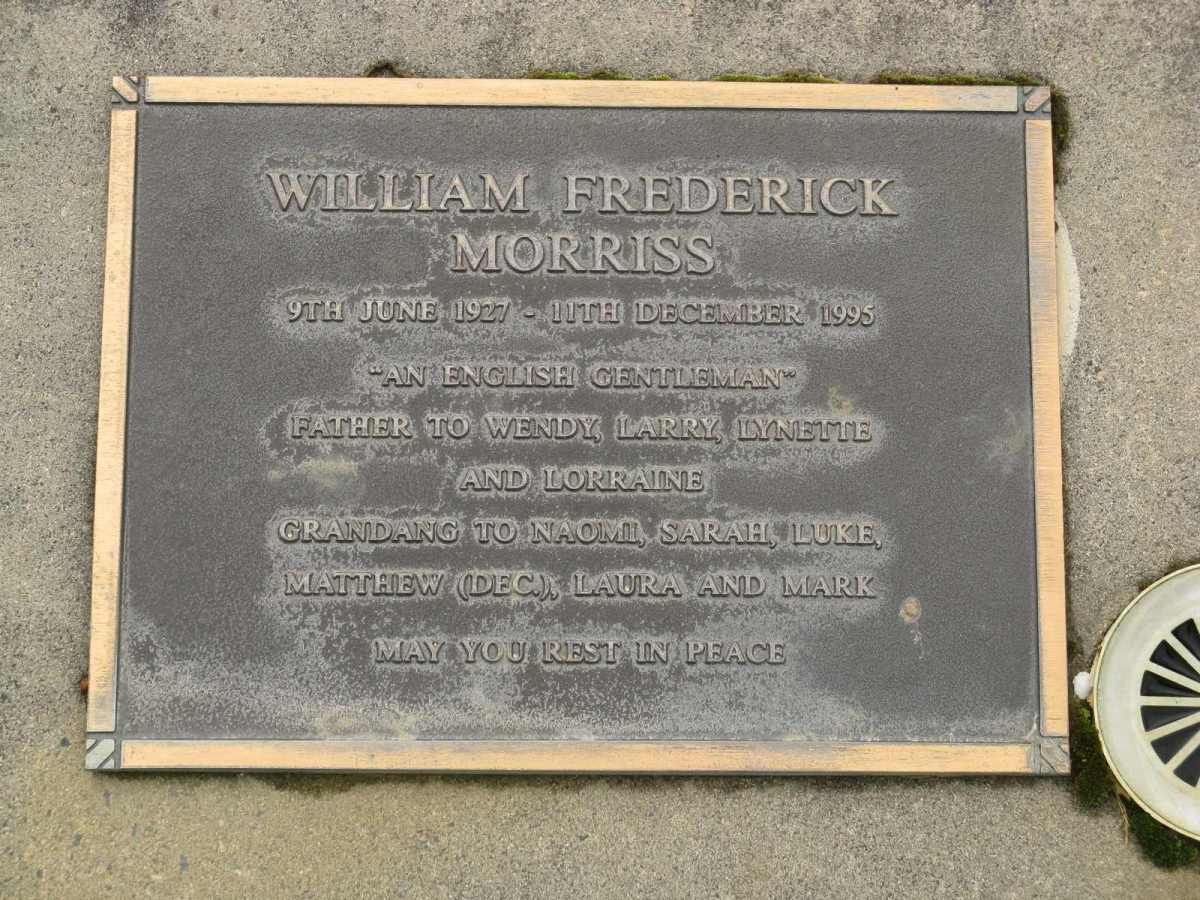 WILLIAM FREDERICK
MORRISS
9TH JUNE 1927 - 11TH DECEMBER 1995
"AN ENGLISH GENTLEMAN"
FATHER TO WENDY, LARRY, LYNETTE
AND LORRAINE
GRANDANG TO NAOMI, SARAH, LUKE,
MATTHEW (DEC.), LAURA AND MARK
MAY YOU REST IN PEACE